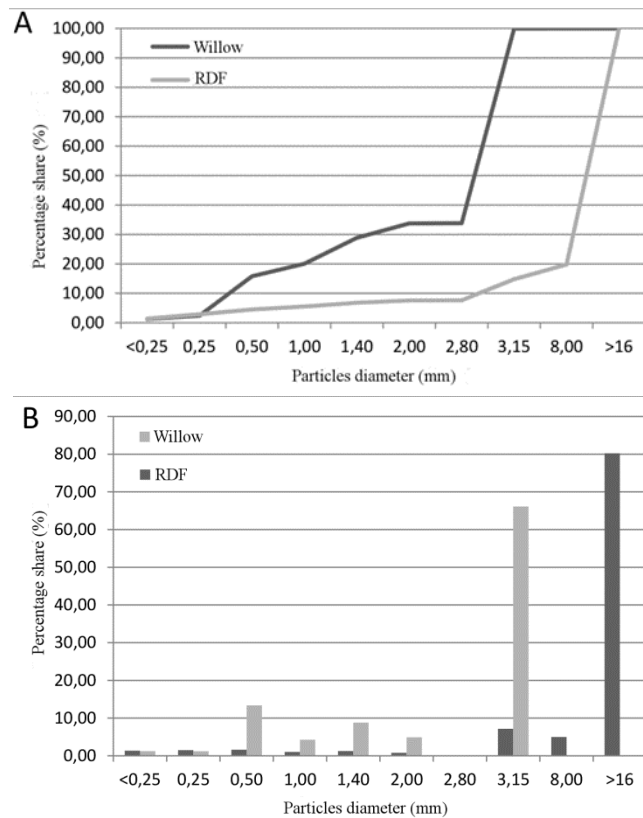 A
100,00
90,00
80,00
70,00
60,00
50,00
40,00
30,00
20,00
10,00
0,00
Percentage share (%)
Willow
RDF
<0,25 0,25 0,50 1,00 1,40 2,00 2,80 3,15 8,00 >16
Particles diameter (mm)
B
90,00
80,00
70,00
60,00
50,00
40,00
30,00
20,00
10,00
0,00
Percentage share (%)
Willow
RDF
<0,25 0,25 0,50 1,00 1,40 2,00 2,80 3,15 8,00 >16
Particles diameter (mm)